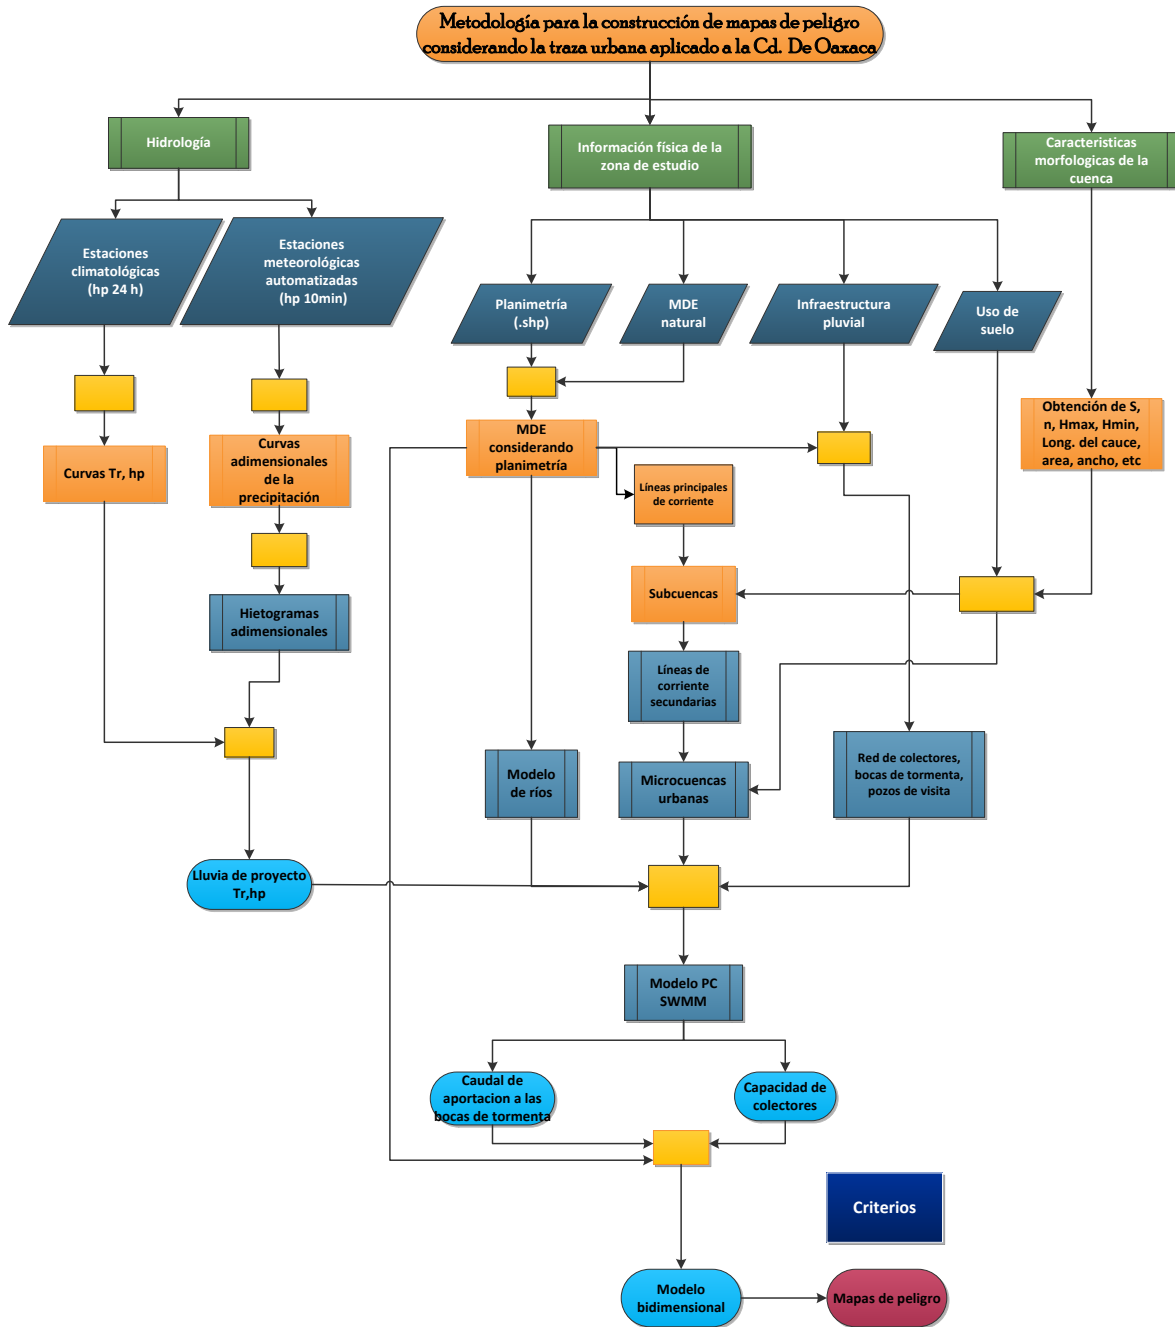 Metodología para la construcción de mapas de peligro
considerando la traza urbana aplicado a la Cd. De Oaxaca
Hidrología
Información física de la
zona de estudio
Caracteristicas
morfologicas de la
cuenca
Estaciones
climatológicas
(hp 24 h)
Estaciones
meteorológicas
automatizadas
(hp 10min)
Planimetría
(.shp)
MDE
natural
Infraestructura
pluvial
Uso de
suelo
Curvas Tr, hp
Curvas
adimensionales
de la
precipitación
MDE
considerando
planimetría
Líneas principales
de corriente
Obtención de S,
n, Hmax, Hmin,
Long. del cauce,
area, ancho, etc
Hietogramas
adimensionales
Subcuencas
Líneas de
corriente
secundarias
Modelo
de ríos
Microcuencas
urbanas
Red de colectores,
bocas de tormenta,
pozos de visita
Lluvia de proyecto
Tr,hp
Modelo PC
SWMM
Caudal de
aportacion a las
bocas de tormenta
Capacidad de
colectores
Criterios
Modelo
bidimensional
Mapas de peligro